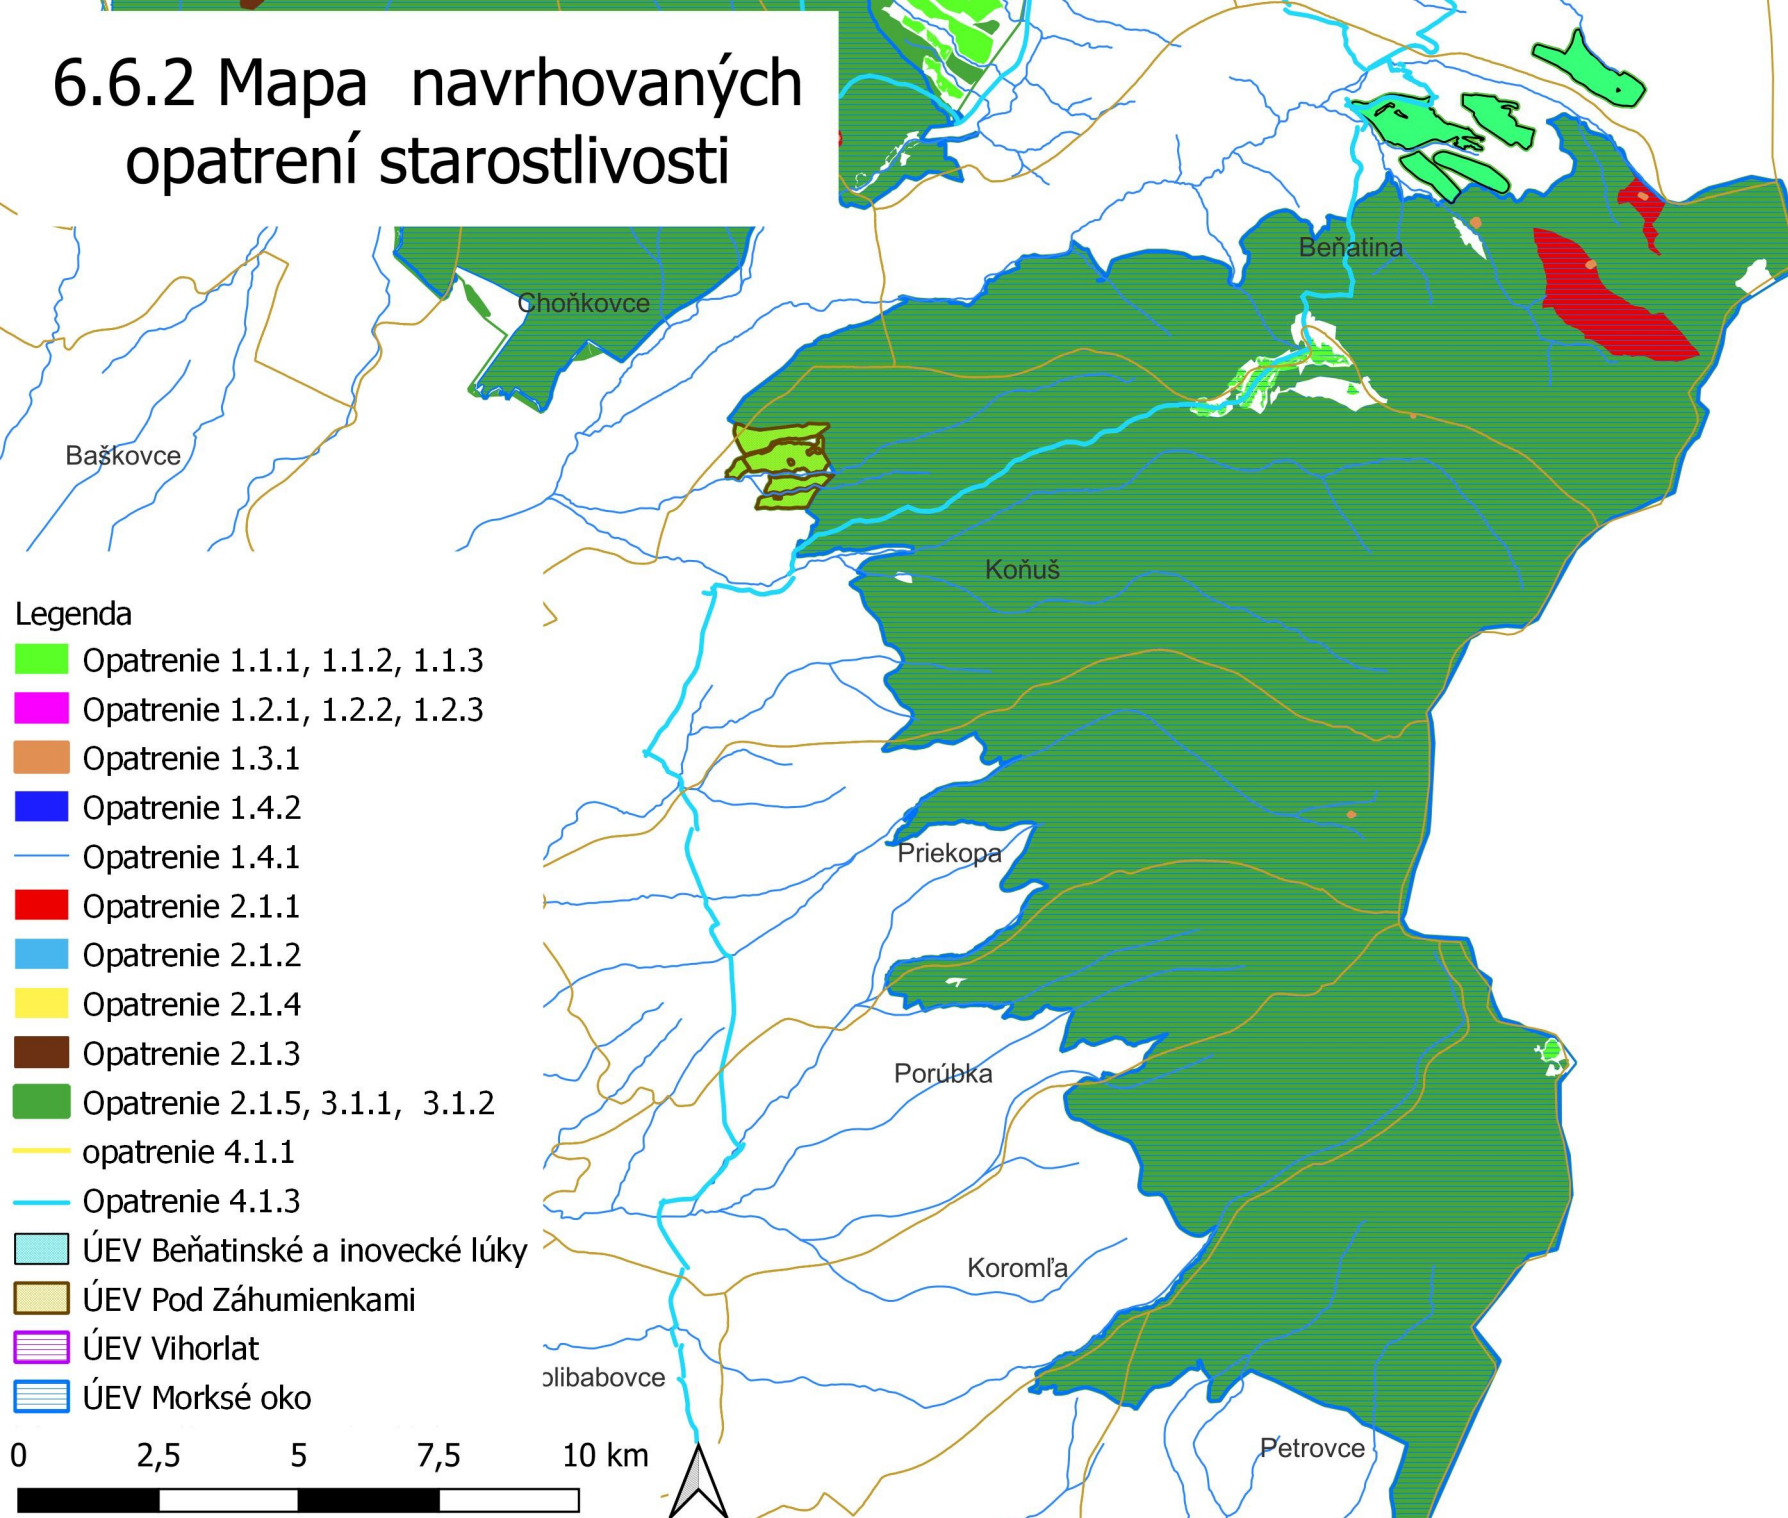 6.6.2 Mapa navrhovaných
opatrení starostlivosti
Beňatina
Choňkovce
Baškovce
Koňuš
Priekopa
Porúbka
Koromľa
olibabovce
Petrovce
Legenda
Opatrenie 1.1.1, 1.1.2, 1.1.3
Opatrenie 1.2.1, 1.2.2, 1.2.3
Opatrenie 1.3.1
Opatrenie 1.4.2
Opatrenie 1.4.1
Opatrenie 2.1.1
Opatrenie 2.1.2
Opatrenie 2.1.4
Opatrenie 2.1.3
Opatrenie 2.1.5, 3.1.1, 3.1.2
opatrenie 4.1.1
Opatrenie 4.1.3
ÚEV Beňatinské a inovecké lúky
ÚEV Pod Záhumienkami
ÚEV Vihorlat
ÚEV Morksé oko
0 2,5 5 7,5 10 km